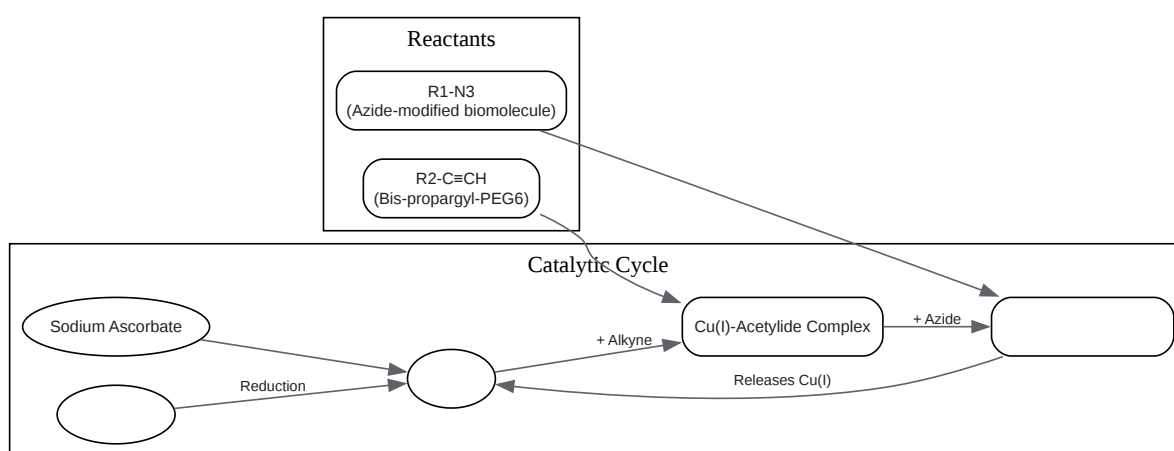 Reactants
R1-N3
(Azide-modified biomolecule)
R2-C≡CH
(Bis-propargyl-PEG6)
Catalytic Cycle
Sodium Ascorbate
Cu(I)-Acetylide Complex
+ Azide
+ Alkyne
Reduction
Releases Cu(I)